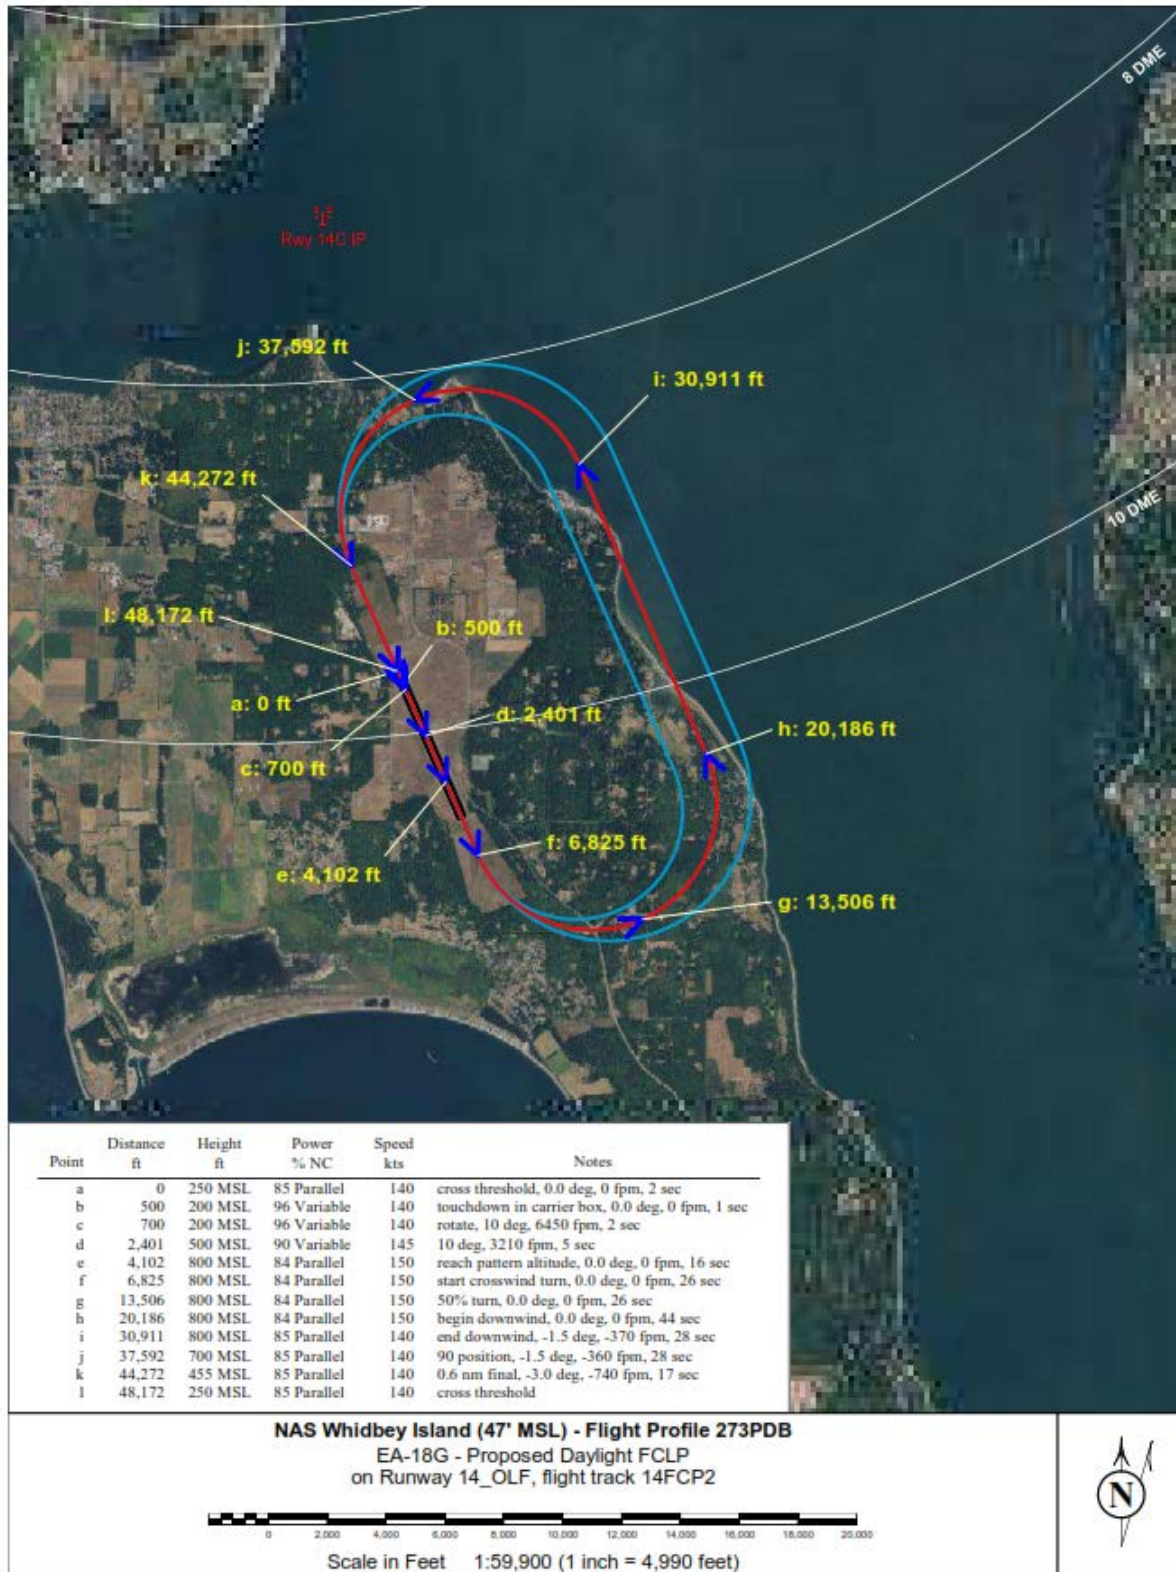 8 DME
Rwy 14C IP
j: 37,592 ft
i: 30,911 ft
k: 44,272 ft
10 DME
l: 48,172 ft
b: 500 ft
a: 0 ft
d: 2,401 ft
h: 20,186 ft
c: 700 ft
f: 6,825 ft
e: 4,102 ft
g: 13,506 ft
Point Distance ft Height ft Power % NC Speed kts Notes
a 0 250 MSL 85 Parallel 140 cross threshold, 0.0 deg, 0 fpm, 2 sec
b 500 200 MSL 96 Variable 140 touchdown in carrier box, 0.0 deg, 0 fpm, 1 sec
c 700 200 MSL 96 Variable 140 rotate, 10 deg, 6450 fpm, 2 sec
d 2,401 500 MSL 90 Variable 145 10 deg, 3210 fpm, 5 sec
e 4,102 800 MSL 84 Parallel 150 reach pattern altitude, 0.0 deg, 0 fpm, 16 sec
f 6,825 800 MSL 84 Parallel 150 start crosswind turn, 0.0 deg, 0 fpm, 26 sec
g 13,506 800 MSL 84 Parallel 150 50% turn, 0.0 deg, 0 fpm, 26 sec
h 20,186 800 MSL 84 Parallel 150 begin downwind, 0.0 deg, 0 fpm, 44 sec
i 30,911 800 MSL 85 Parallel 140 end downwind, -1.5 deg, -370 fpm, 28 sec
j 37,592 700 MSL 85 Parallel 140 90 position, -1.5 deg, -360 fpm, 28 sec
k 44,272 455 MSL 85 Parallel 140 0.6 nm final, -3.0 deg, -740 fpm, 17 sec
l 48,172 250 MSL 85 Parallel 140 cross threshold
NAS Whidbey Island (47' MSL) - Flight Profile 273PDB
EA-18G - Proposed Daylight FCLP
on Runway 14_OLF, flight track 14FCP2
0 2,000 4,000 6,000 8,000 10,000 12,000 14,000 16,000 18,000 20,000
Scale in Feet 1:59,900 (1 inch = 4,990 feet)
N